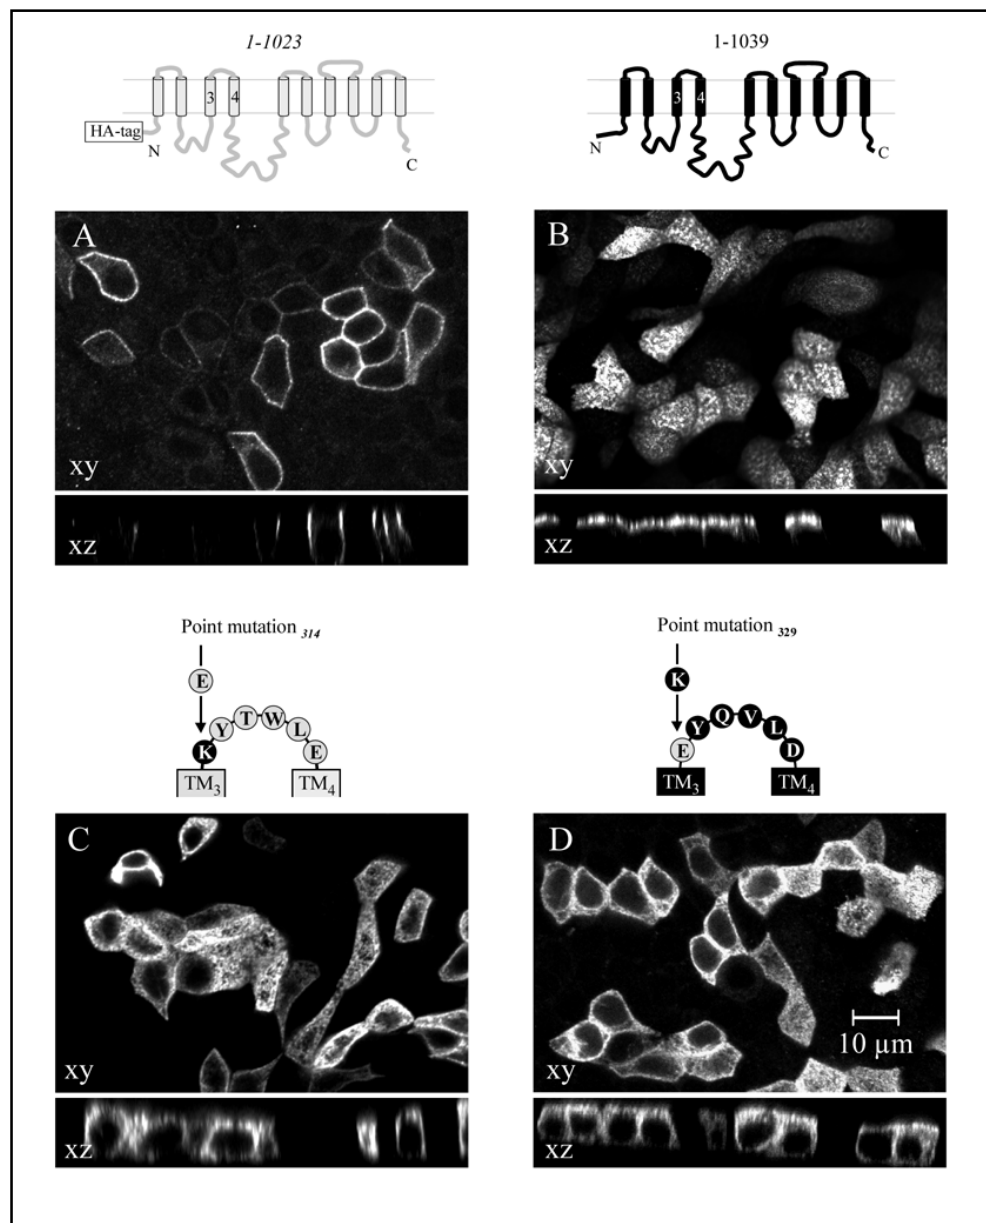 1-1023
1-1039
3 4
3 4
HA-tag
N
C
N
C
A
B
xy
xy
xz
xz
Point mutation 314
Point mutation 329
E
K
K Y T W L E
E Y Q V L D
TM3
TM4
TM3
TM4
C
D
10 µm
xy
xy
xz
xz